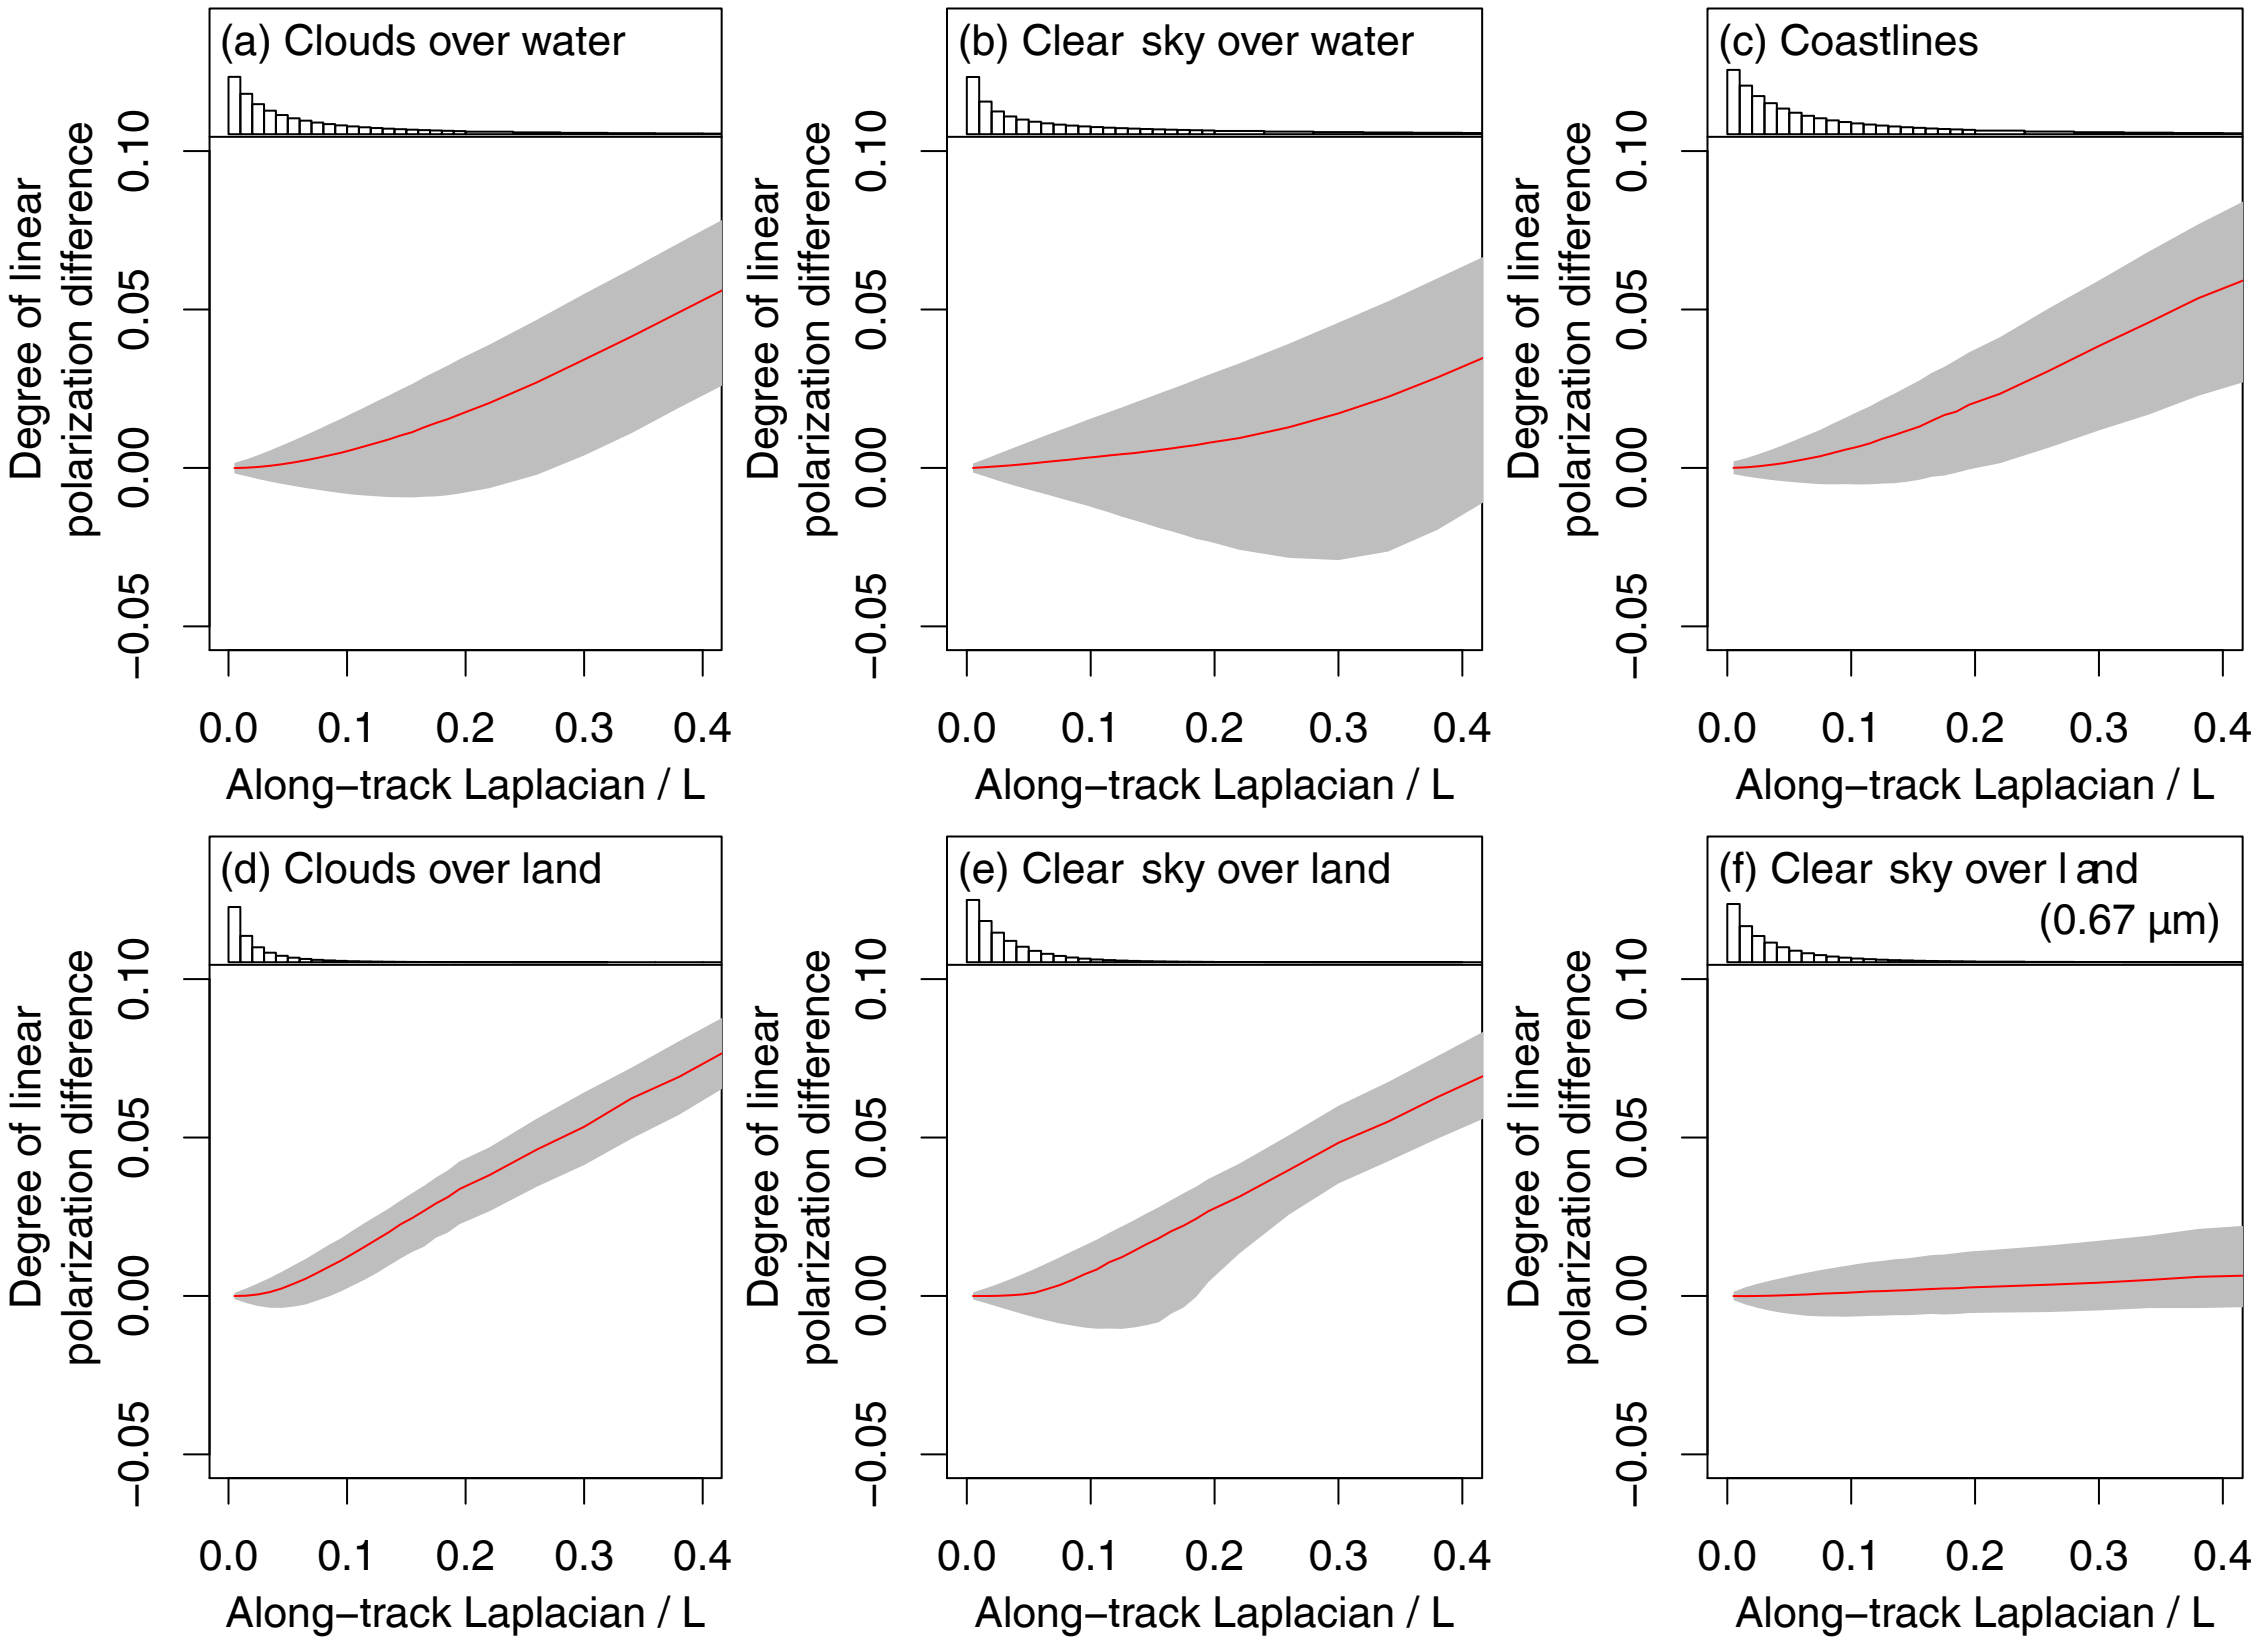 (a) Clouds over water
Degree of linear
polarization difference
0.10
0.05
0.00
−0.05
0.0 0.1 0.2 0.3 0.4
Along−track Laplacian / L
(b) Clear sky over water
Degree of linear
polarization difference
0.10
0.05
0.00
−0.05
0.0 0.1 0.2 0.3 0.4
Along−track Laplacian / L
(c) Coastlines
Degree of linear
polarization difference
0.10
0.05
0.00
−0.05
0.0 0.1 0.2 0.3 0.4
Along−track Laplacian / L
(d) Clouds over land
Degree of linear
polarization difference
0.10
0.05
0.00
−0.05
0.0 0.1 0.2 0.3 0.4
Along−track Laplacian / L
(e) Clear sky over land
Degree of linear
polarization difference
0.10
0.05
0.00
−0.05
0.0 0.1 0.2 0.3 0.4
Along−track Laplacian / L
(f) Clear sky over land
(0.67 µm)
Degree of linear
polarization difference
0.10
0.05
0.00
−0.05
0.0 0.1 0.2 0.3 0.4
Along−track Laplacian / L